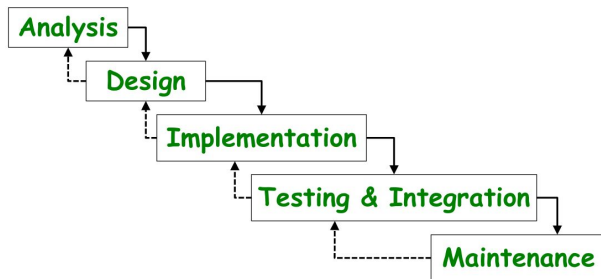 Analysis
Design
Implementation
Testing & Integration
Maintenance